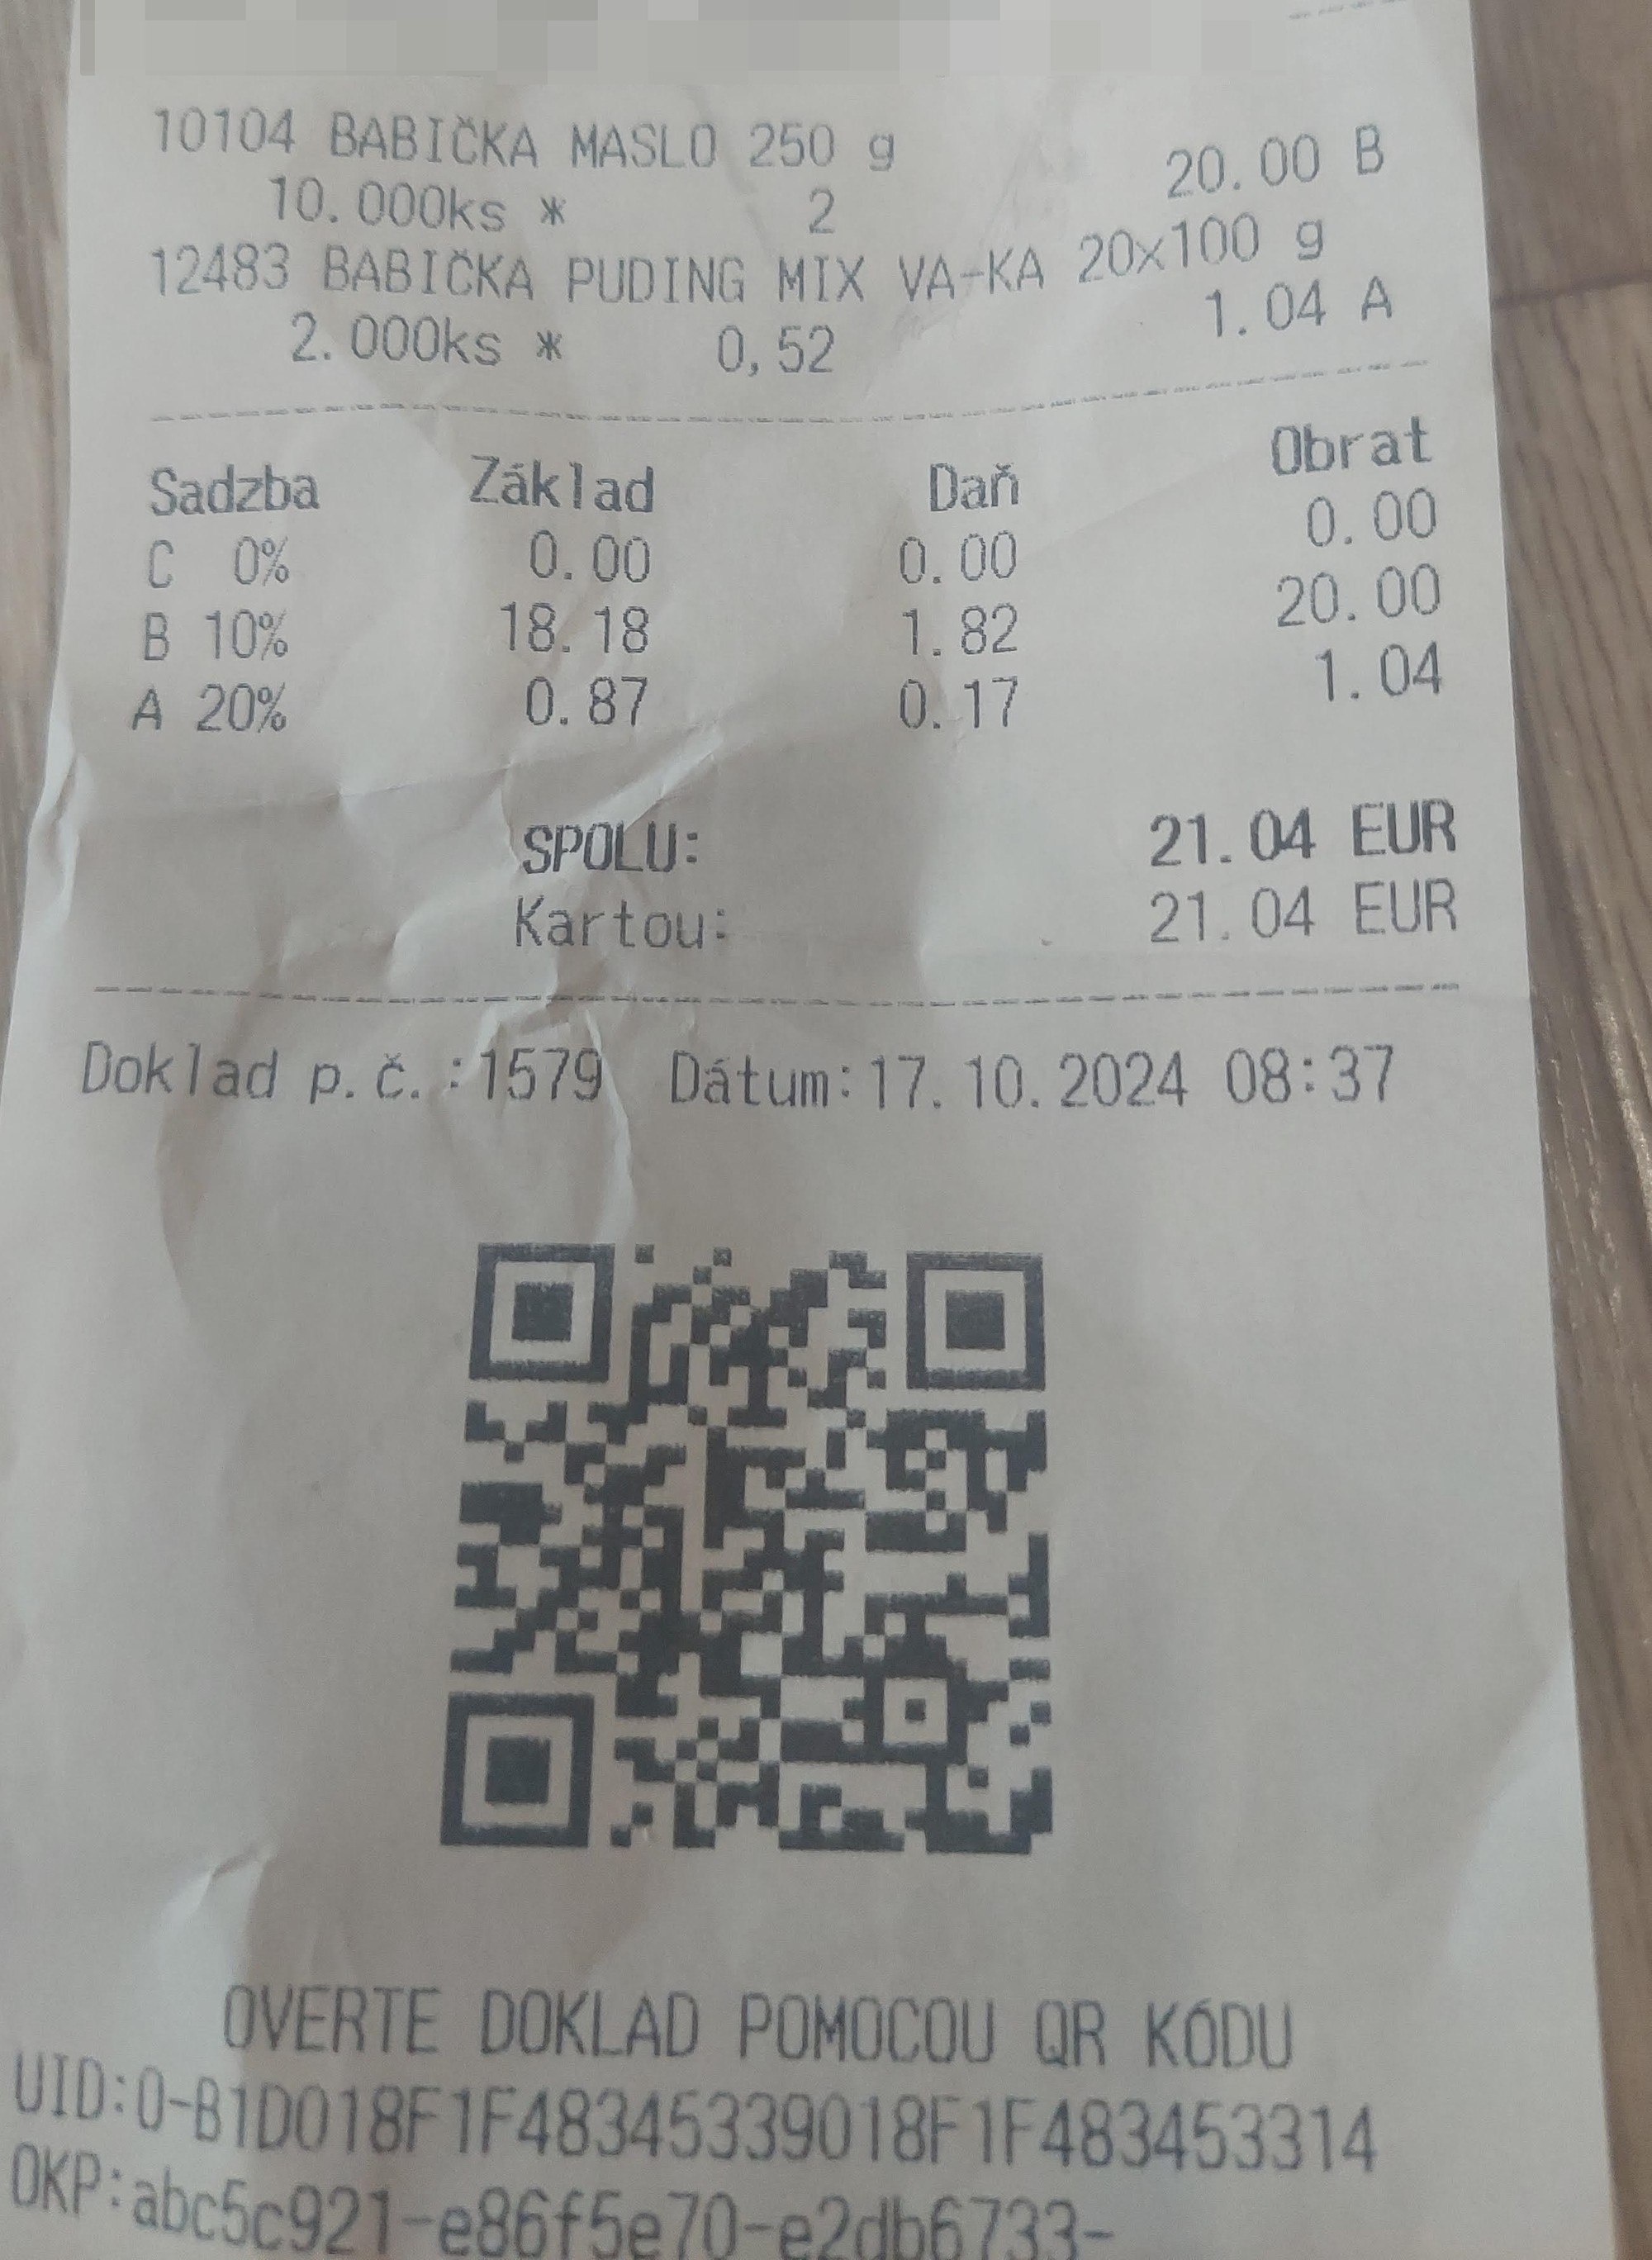 10104 BABIČKA MASLO 250 g
10.000ks * 2 20.00 B
12483 BABIČKA PUDING MIX VA-KA 20x100 g
2.000ks * 0,52 1.04 A
Sadzba Základ Daň Obrat
C 0% 0.00 0.00 0.00
B 10% 18.18 1.82 20.00
A 20% 0.87 0.17 1.04
SPOLU: 21.04 EUR
Kartou: 21.04 EUR
Doklad p.č.:1579 Dátum:17.10.2024 08:37
OVERTE DOKLAD POMOCOU QR KÓDU
UID:O-B1D018F1F48345339018F1F483453314
OKP:abc5c921-e86f5e70-e2db6733-